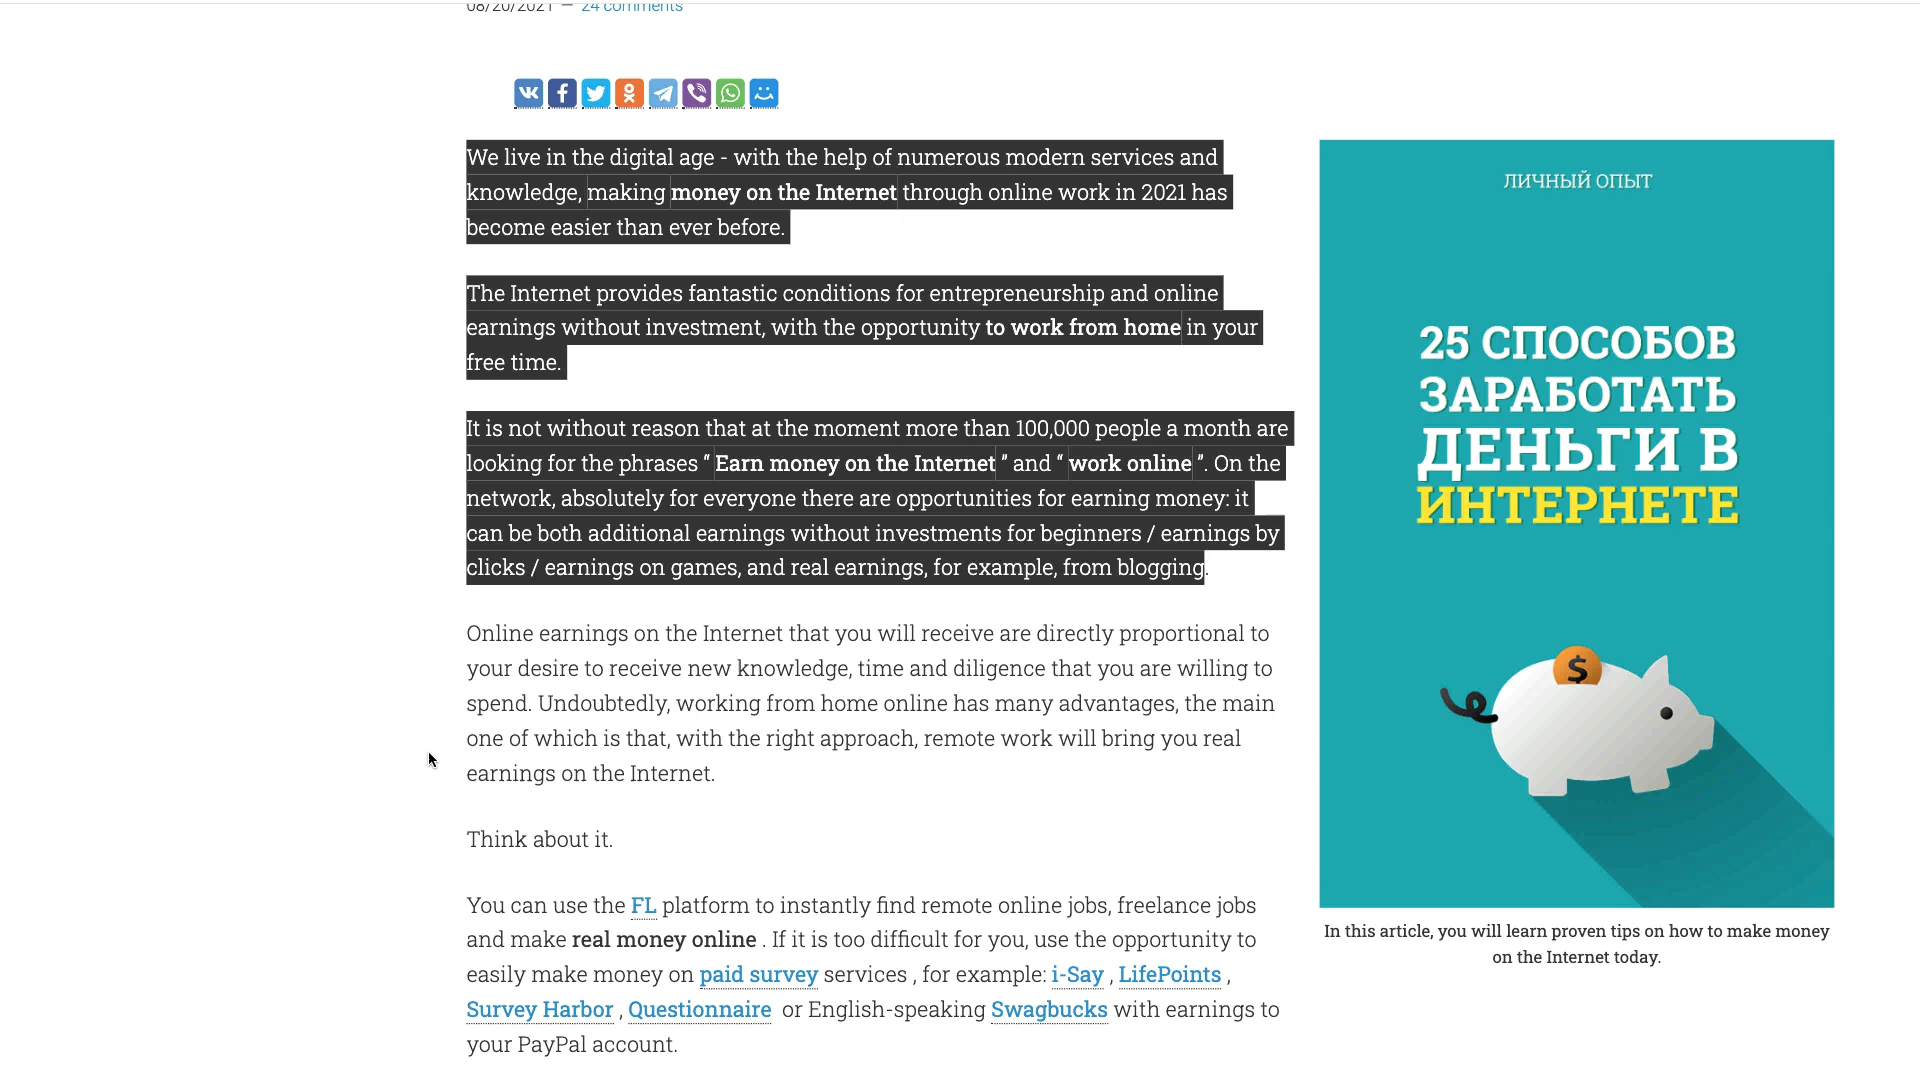 08/20/2021 — 24 comments
We live in the digital age - with the help of numerous modern services and
knowledge, making money on the Internet through online work in 2021 has
become easier than ever before.
The Internet provides fantastic conditions for entrepreneurship and online
earnings without investment, with the opportunity to work from home in your
free time.
It is not without reason that at the moment more than 100,000 people a month are
looking for the phrases “ Earn money on the Internet ” and “ work online ”. On the
network, absolutely for everyone there are opportunities for earning money: it
can be both additional earnings without investments for beginners / earnings by
clicks / earnings on games, and real earnings, for example, from blogging.
Online earnings on the Internet that you will receive are directly proportional to
your desire to receive new knowledge, time and diligence that you are willing to
spend. Undoubtedly, working from home online has many advantages, the main
one of which is that, with the right approach, remote work will bring you real
earnings on the Internet.
Think about it.
You can use the FL platform to instantly find remote online jobs, freelance jobs
and make real money online . If it is too difficult for you, use the opportunity to
easily make money on paid survey services , for example: i-Say , LifePoints ,
Survey Harbor , Questionnaire or English-speaking Swagbucks with earnings to
your PayPal account.
ЛИЧНЫЙ ОПЫТ
25 СПОСОБОВ
ЗАРАБОТАТЬ
ДЕНЬГИ В
ИНТЕРНЕТЕ
$
In this article, you will learn proven tips on how to make money
on the Internet today.